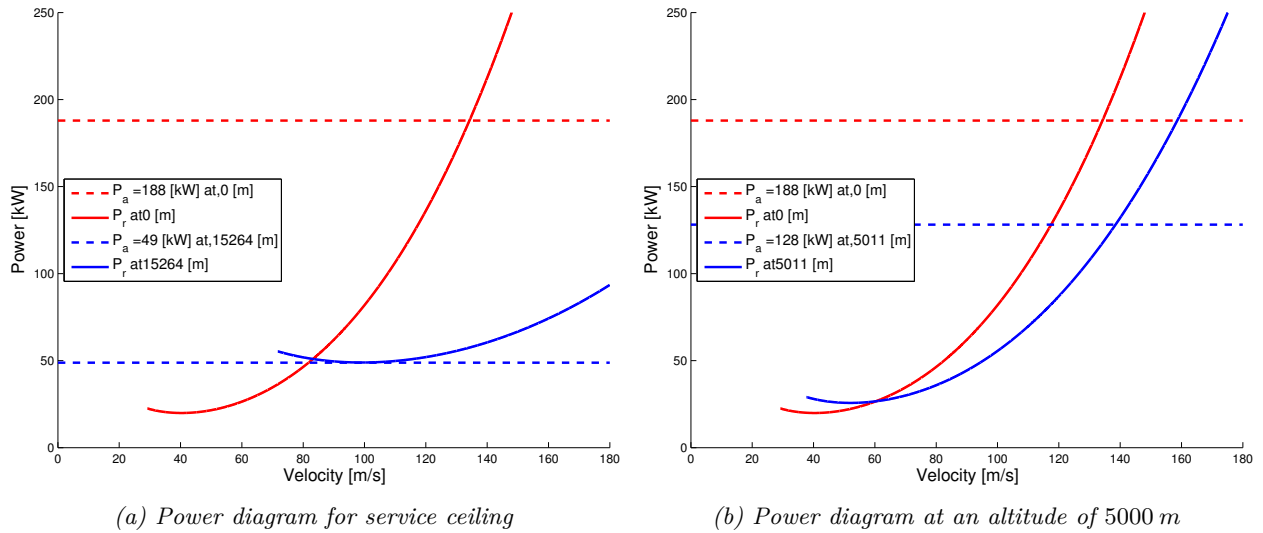 250
200
150
100
50
0
Power [kW]
P_a =188 [kW] at,0 [m]
P_r at0 [m]
P_a =49 [kW] at,15264 [m]
P_r at15264 [m]
0 20 40 60 80 100 120 140 160 180
Velocity [m/s]
(a) Power diagram for service ceiling
250
200
150
100
50
0
Power [kW]
P_a =188 [kW] at,0 [m]
P_r at0 [m]
P_a =128 [kW] at,5011 [m]
P_r at5011 [m]
0 20 40 60 80 100 120 140 160 180
Velocity [m/s]
(b) Power diagram at an altitude of 5000 m